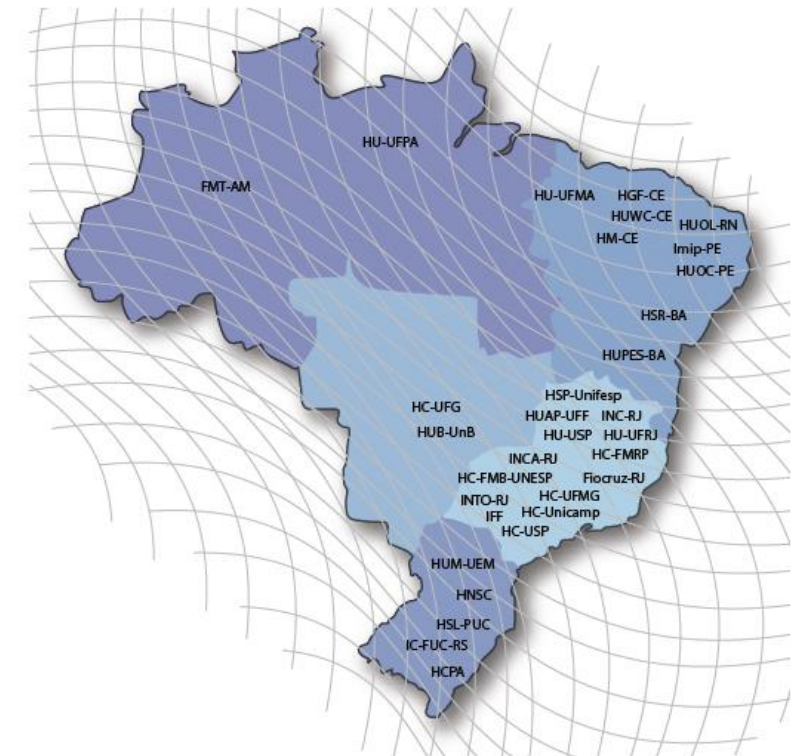 HU-UFPA
FMT-AM
HU-UFMA HGF-CE
HUWC-CE
HUOL-RN
HM-CE
Imip-PE
HUOC-PE
HSR-BA
HUPES-BA
HSP-Unifesp
HC-UFG
HUAP-UFF INC-RJ
HUB-UnB
HU-USP HU-UFRJ
HC-FMRP
INCA-RJ
HC-FMB-UNESP Fiocruz-RJ
INTO-RJ HC-UFMG
IFF HC-Unicamp
HC-USP
HUM-UEM
HNSC
HSL-PUC
IC-FUC-RS
HCPA